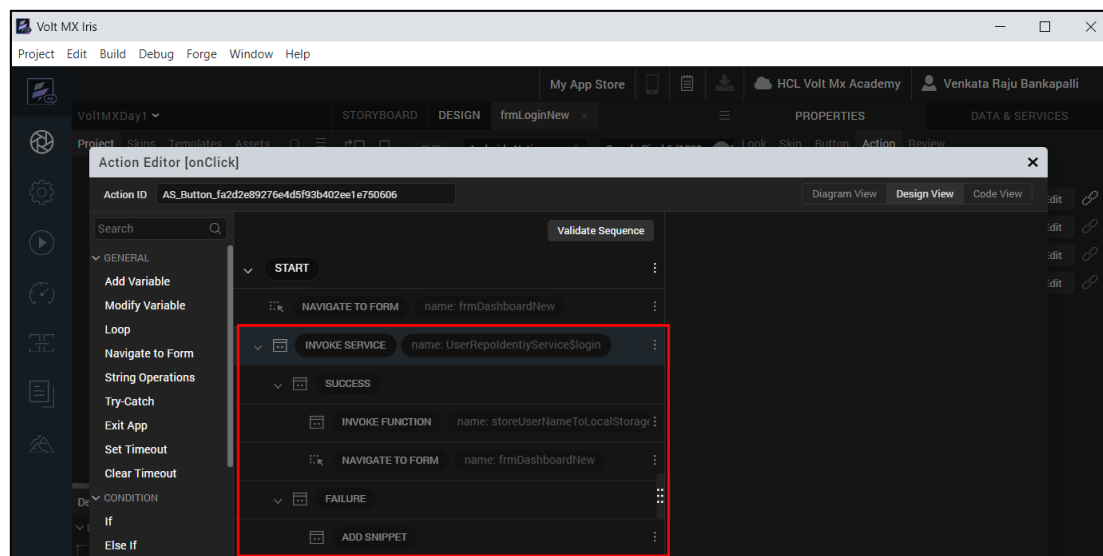 Volt MX Iris
Project Edit Build Debug Forge Window Help
My App Store HCL Volt Mx Academy Venkata Raju Bankapalli
VoltMXDay1 STORYBOARD DESIGN frmLoginNew × PROPERTIES DATA & SERVICES
Project Skins Templates Assets Look Skin Button Action Review
Action Editor [onClick]
Action ID AS_Button_fa2d2e89276e4d5f93b402ee1e750606 Diagram View Design View Code View
Search Validate Sequence
GENERAL
START
Add Variable
Modify Variable
NAVIGATE TO FORM name: frmDashboardNew
Loop
Navigate to Form
INVOKE SERVICE name: UserRepoIdentiyService$login
String Operations
SUCCESS
Try-Catch
Exit App
INVOKE FUNCTION name: storeUserNameToLocalStorage
Set Timeout
NAVIGATE TO FORM name: frmDashboardNew
Clear Timeout
CONDITION
FAILURE
If
Else If
ADD SNIPPET